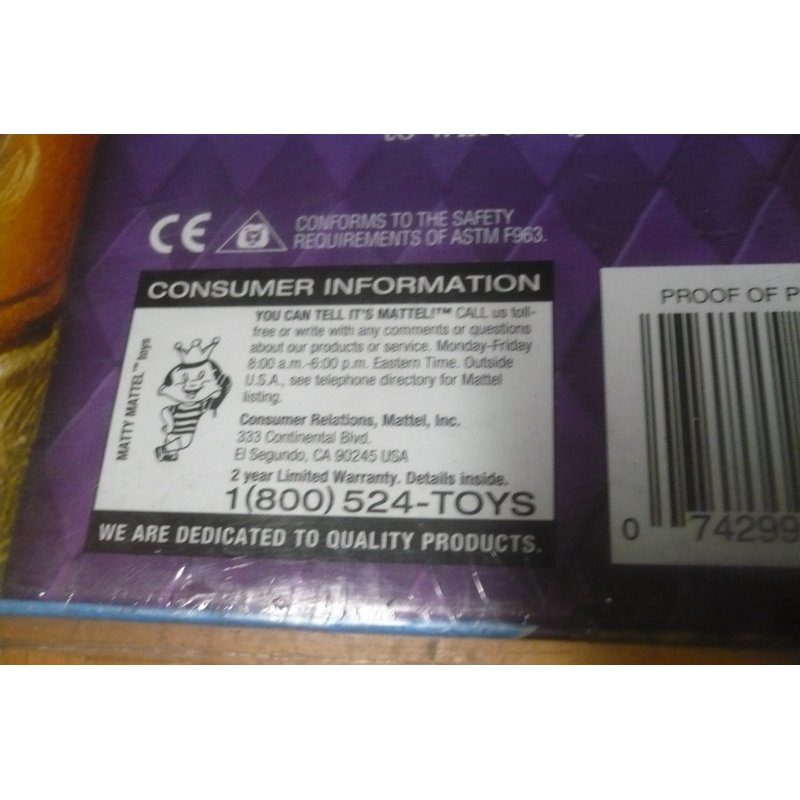 CE
CONFORMS TO THE SAFETY
REQUIREMENTS OF ASTM F963.
CONSUMER INFORMATION
MATTY MATTEL™ toys
YOU CAN TELL IT'S MATTEL!™ CALL us toll-
free or write with any comments or questions
about our products or service. Monday-Friday
8:00 a.m.-6:00 p.m. Eastern Time. Outside
U.S.A., see telephone directory for Mattel
listing.
Consumer Relations, Mattel, Inc.
333 Continental Blvd.
El Segundo, CA 90245 USA
2 year Limited Warranty. Details inside.
1(800) 524-TOYS
WE ARE DEDICATED TO QUALITY PRODUCTS.
PROOF OF P
0 74299